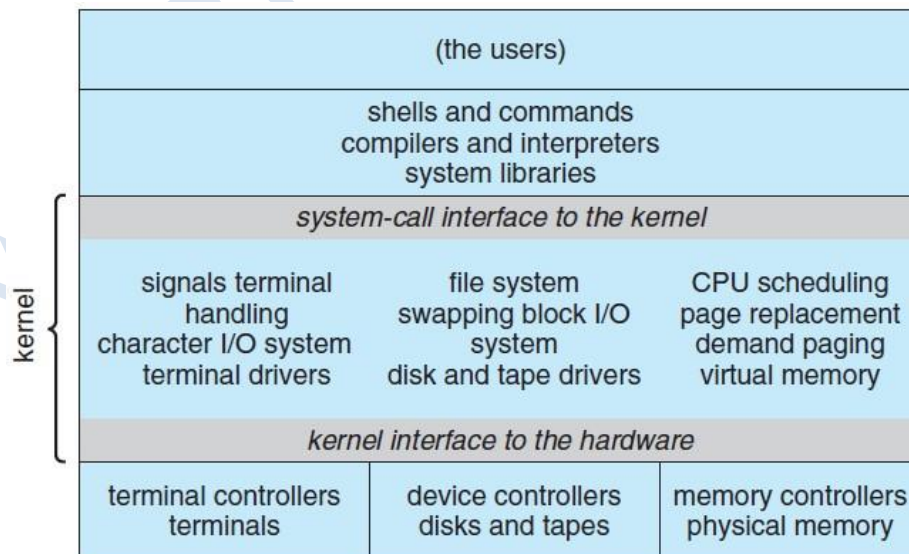 (the users)
shells and commands
compilers and interpreters
system libraries
system-call interface to the kernel
kernel
signals terminal
handling
character I/O system
terminal drivers
file system
swapping block I/O
system
disk and tape drivers
CPU scheduling
page replacement
demand paging
virtual memory
kernel interface to the hardware
terminal controllers
terminals
device controllers
disks and tapes
memory controllers
physical memory